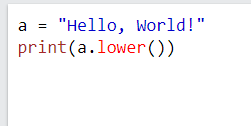 a = "Hello, World!"
print(a.lower())